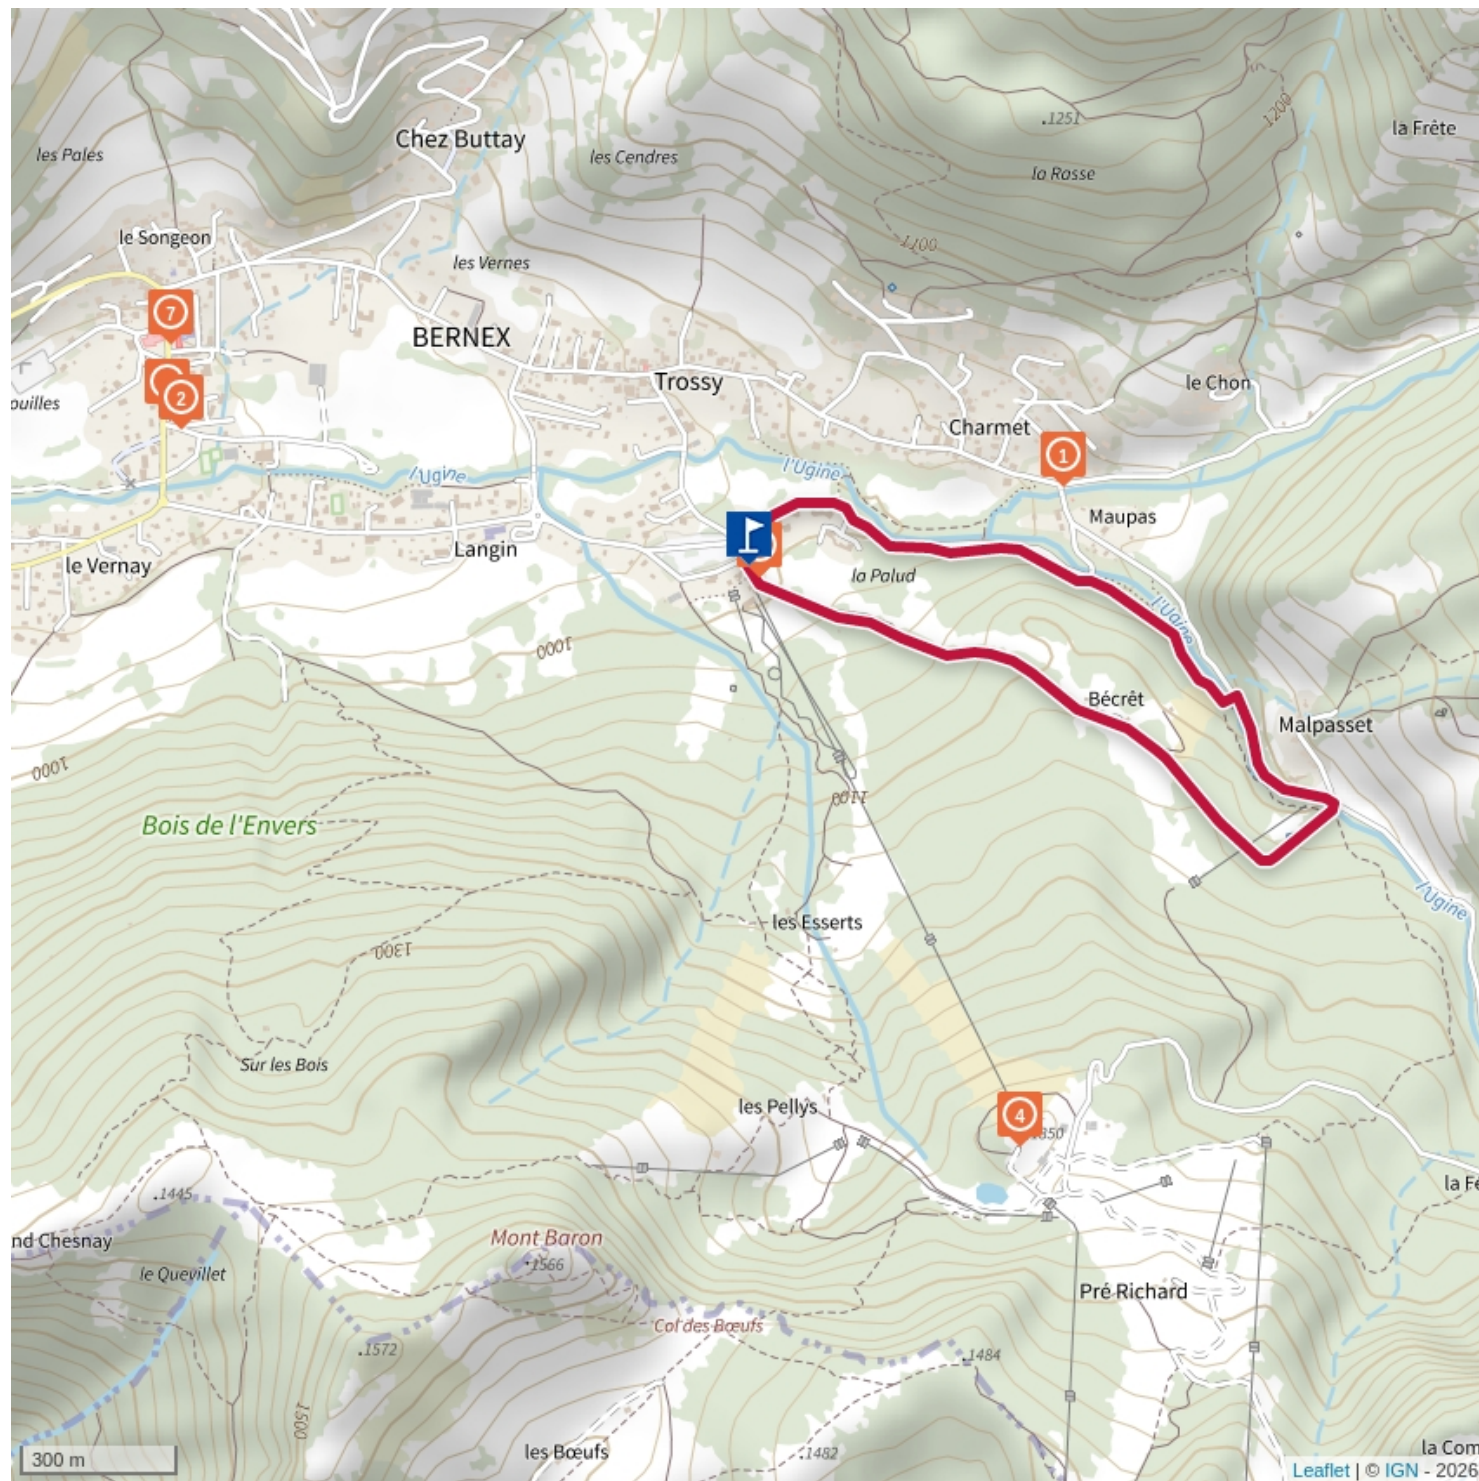 Chez Buttay
les Pales
les Cendres
.1251
1200
la Frête
la Rasse
le Songeon
1100
les Vernes
7
BERNEX
Trossy
le Chon
2
Charmet
1
l'Ugine
l'Ugine
Maupas
Langin
le Vernay
la Palud
l'Ugine
1000
Bécrêt
Malpasset
1000
1100
Bois de l'Envers
l'Ugine
les Esserts
1300
Sur les Bois
les Pellys
4
.1445
nd Chesnay
Mont Baron
le Quevillet
.1566
Pré Richard
Col des Bœufs
.1572
.1484
1500
les Bœufs
.1482
la Com
300 m
Leaflet | © IGN - 2026